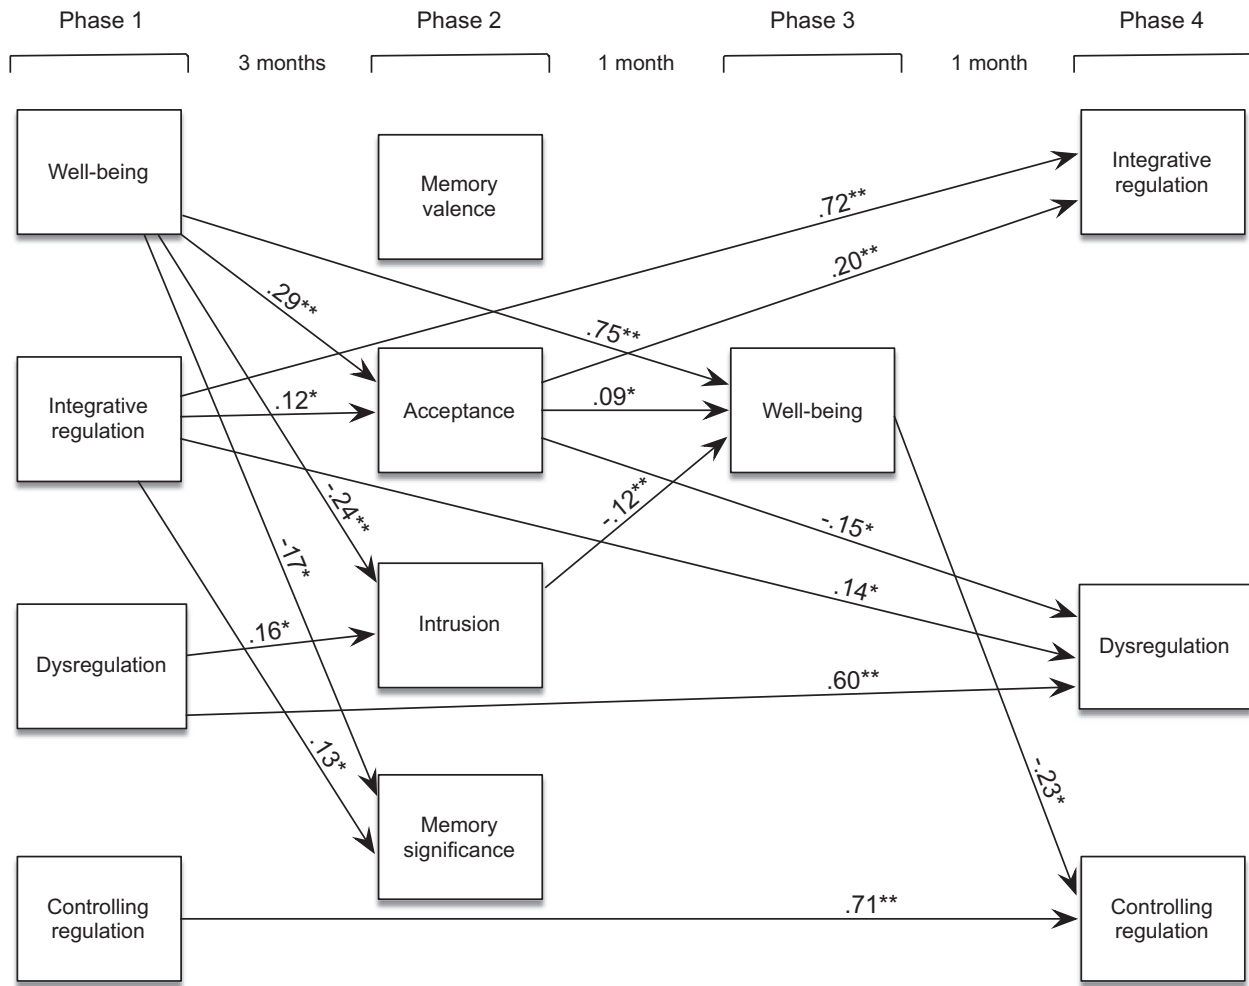 Phase 1
Phase 2
Phase 3
Phase 4
3 months
1 month
1 month
Well-being
Memory
valence
Integrative
regulation
.72**
.20**
.29**
.75**
Integrative
regulation
.12*
Acceptance
.09*
Well-being
-.24**
-.12**
-.15*
-17*
.14*
Dysregulation
.16*
Intrusion
Dysregulation
.60**
.13*
-.23*
Memory
significance
Controlling
regulation
.71**
Controlling
regulation